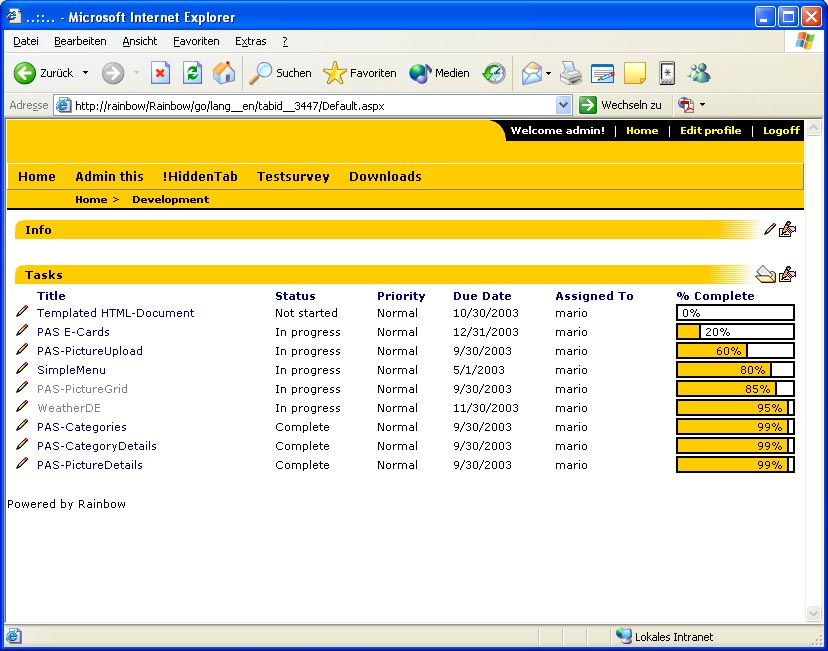 ..::.. - Microsoft Internet Explorer
Datei Bearbeiten Ansicht Favoriten Extras ?
Zurück Suchen Favoriten Medien
Adresse http://rainbow/Rainbow/go/lang__en/tabid__3447/Default.aspx Wechseln zu
Welcome admin! | Home | Edit profile | Logoff
Home Admin this !HiddenTab Testsurvey Downloads
Home > Development
Info
Tasks
Title Status Priority Due Date Assigned To % Complete
Templated HTML-Document Not started Normal 10/30/2003 mario 0%
PAS E-Cards In progress Normal 12/31/2003 mario 20%
PAS-PictureUpload In progress Normal 9/30/2003 mario 60%
SimpleMenu In progress Normal 5/1/2003 mario 80%
PAS-PictureGrid In progress Normal 9/30/2003 mario 85%
WeatherDE In progress Normal 11/30/2003 mario 95%
PAS-Categories Complete Normal 9/30/2003 mario 99%
PAS-CategoryDetails Complete Normal 9/30/2003 mario 99%
PAS-PictureDetails Complete Normal 9/30/2003 mario 99%
Powered by Rainbow
Lokales Intranet